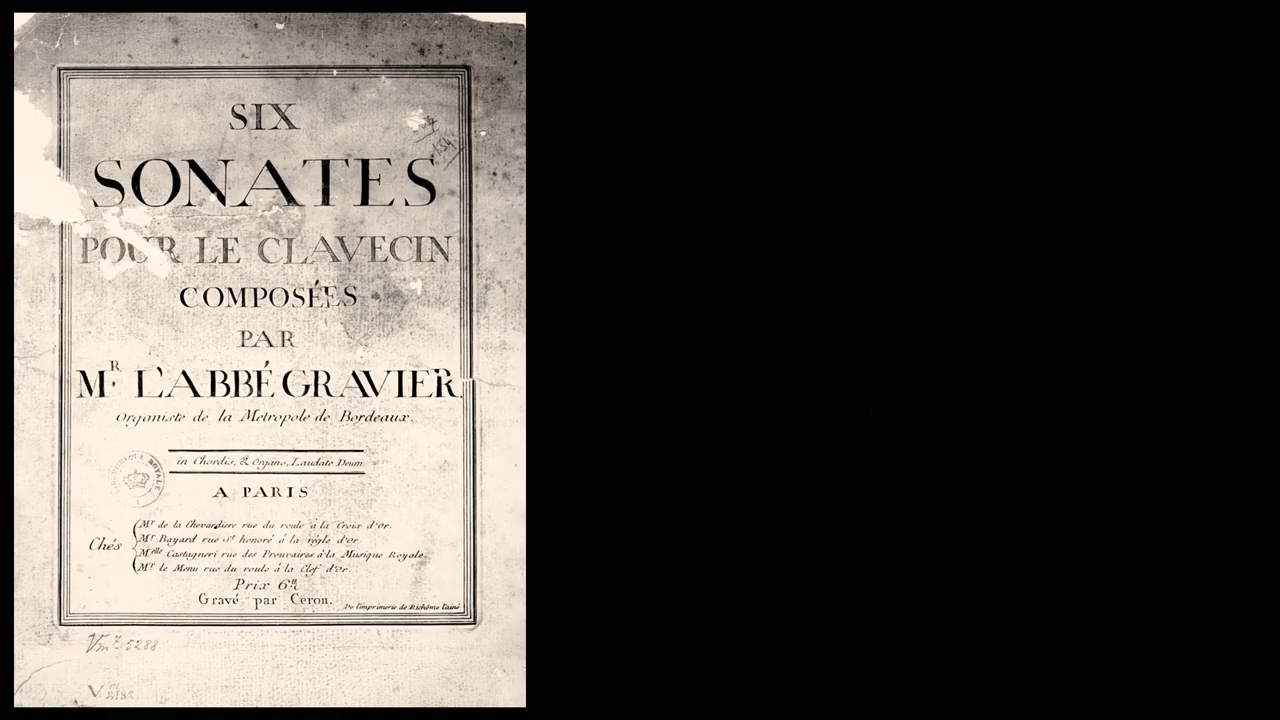 SIX
SONATES
POUR LE CLAVECIN
COMPOSÉES
PAR
MR. L'ABBÉ GRAVIER.
Organiste de la Metropole de Bordeaux.
in Chordis, & Organo, Laudate Deum
A PARIS
Chés
Mr de la Chevardiere rue du roule à la Croix d'Or.
Mr Bayard rue St honoré à la régle d'Or.
Melle Castagneri rue des Prouvaires à la Musique Royale
Mr le Menu rue du roule à la Clef d'Or.
Prix 6tt
Gravé par Ceron.
De l'imprimerie de Richôme l'ainé
Vm7 5288